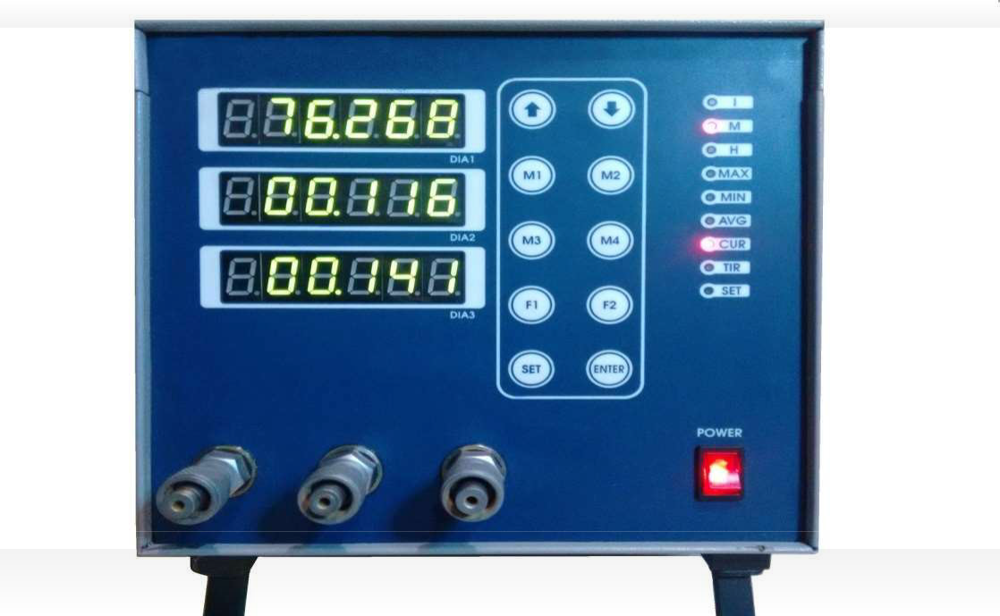 76.268
DIA1
00.116
DIA2
00.141
DIA3
M1 M2
M3 M4
F1 F2
SET ENTER
I
M
H
MAX
MIN
AVG
CUR
TIR
SET
POWER